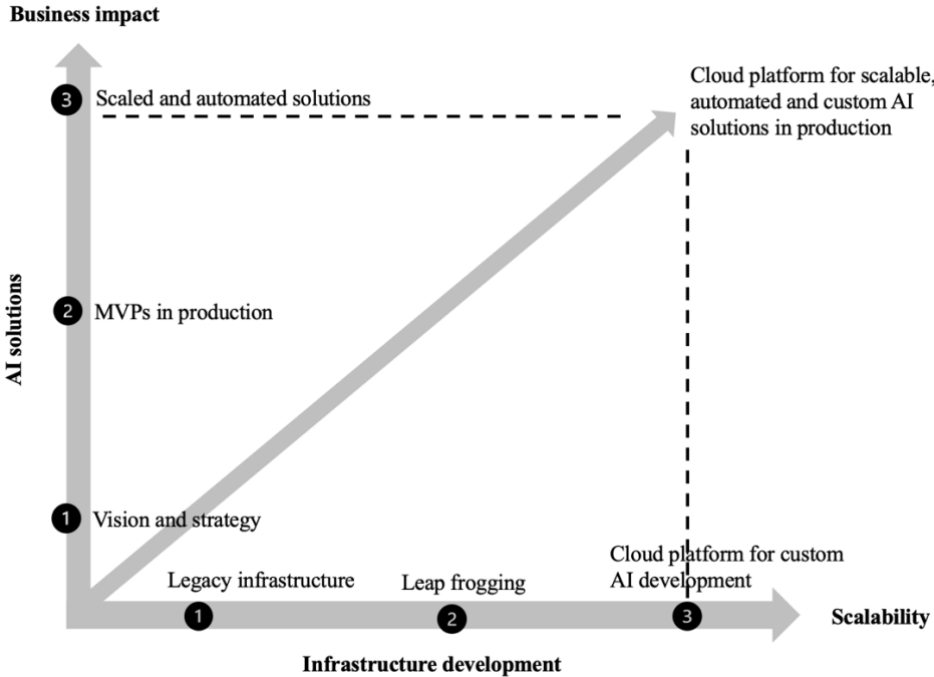 Business impact
3 Scaled and automated solutions
Cloud platform for scalable,
automated and custom AI
solutions in production
AI solutions
2 MVPs in production
1 Vision and strategy
Legacy infrastructure
Leap frogging
Cloud platform for custom
AI development
1
2
3
Scalability
Infrastructure development